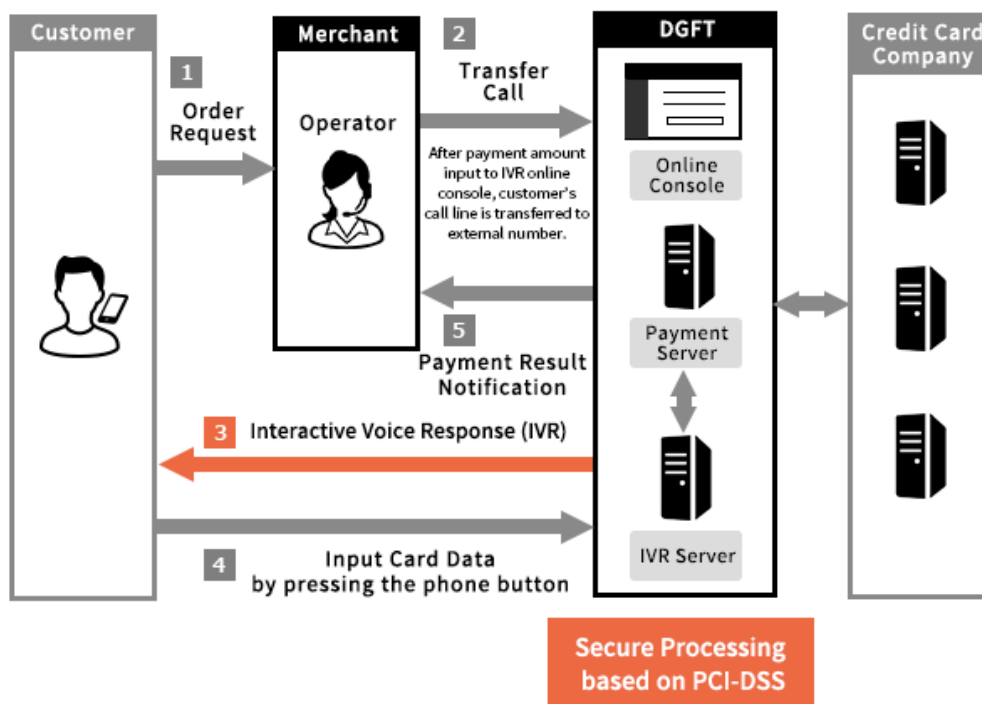 Customer
Merchant
DGFT
Credit Card
Company
1
Order
Request
Operator
2
Transfer
Call
After payment amount
input to IVR online
console, customer's
call line is transferred to
external number.
Online
Console
5
Payment Result
Notification
Payment
Server
3 Interactive Voice Response (IVR)
4 Input Card Data
by pressing the phone button
IVR Server
Secure Processing
based on PCI-DSS